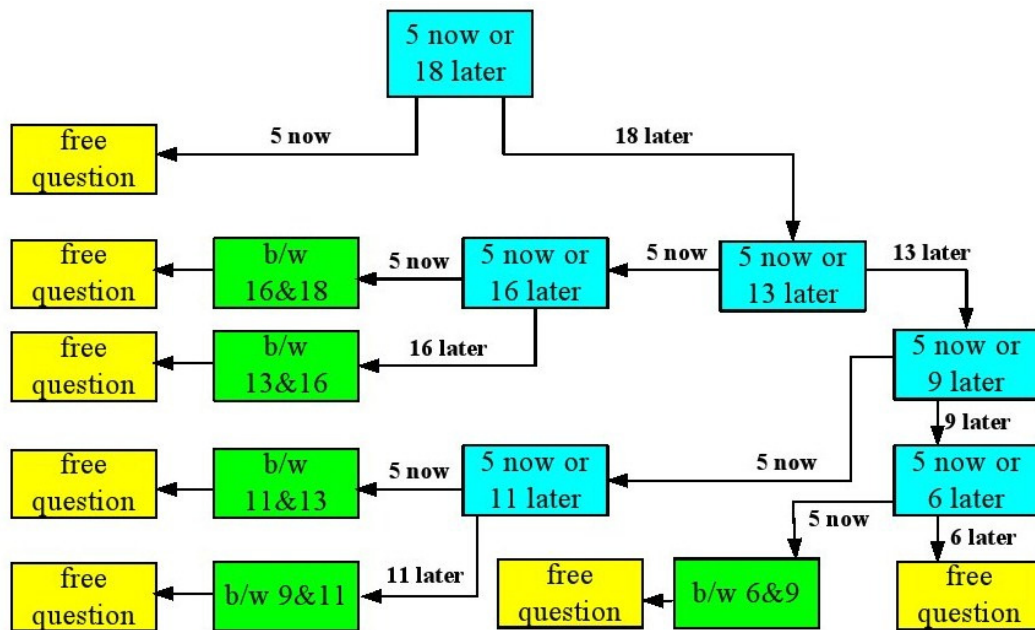 5 now or
18 later
5 now
18 later
free
question
free
question
b/w
16&18
5 now
5 now or
16 later
5 now
5 now or
13 later
13 later
free
question
b/w
13&16
16 later
5 now or
9 later
9 later
free
question
b/w
11&13
5 now
5 now or
11 later
5 now
5 now or
6 later
5 now
6 later
free
question
b/w 9&11
11 later
free
question
b/w 6&9
free
question